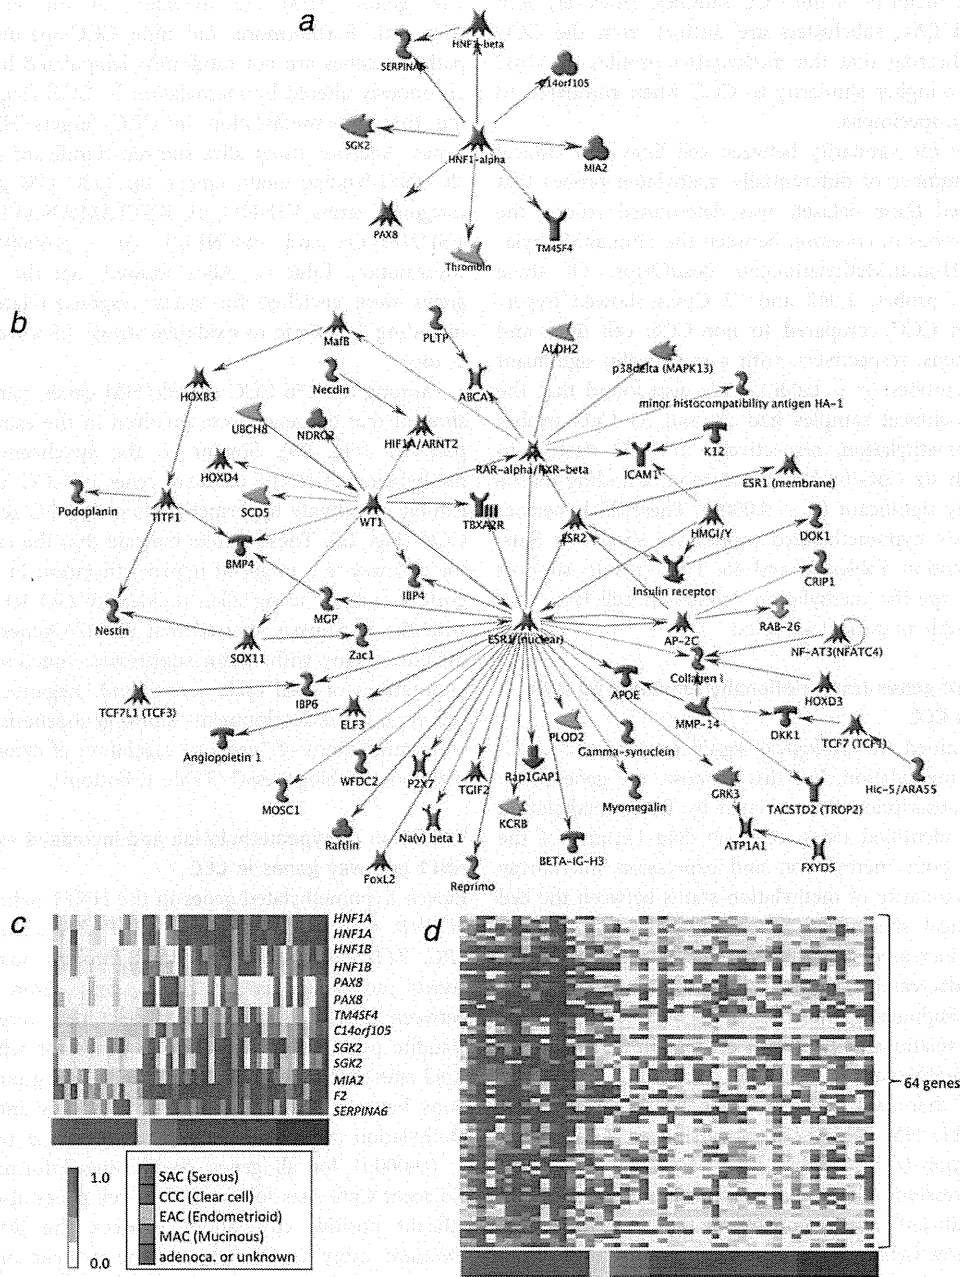 a
HNF1-beta
SERPINA6
C14orf105
SGK2
HNF1-alpha
MIA2
PAX8
TM4SF4
Thrombin
b
MafB
PLTP
ALDH2
p38delta (MAPK13)
HOXB3
Necdin
ABCA1
minor histocompatibility antigen HA-1
UBCH8
NDRG2
HIF1A/ARNT2
K12
HOXD4
RAR-alpha/RXR-beta
ICAM1
ESR1 (membrane)
Podoplanin
TITF1
SCD5
WT1
TBXA2R
ESR2
HMGI/Y
DOK1
BMP4
IBP4
Insulin receptor
CRIP1
Nestin
MGP
ESR1 (nuclear)
AP-2C
RAB-26
SOX11
Zac1
NF-AT3(NFATC4)
Collagen I
TCF7L1 (TCF3)
IBP6
APOE
HOXD3
ELF3
MMP-14
DKK1
TCF7 (TCF1)
Angiopoietin 1
PLOD2
Gamma-synuclein
WFDC2
P2X7
TGIF2
Rap1GAP1
GRK3
Hic-5/ARA55
MOSC1
Myomegalin
TACSTD2 (TROP2)
Raftlin
Na(v) beta 1
KCRB
ATP1A1
FoxL2
Reprimo
BETA-IG-H3
FXYD5
c
HNF1A
HNF1A
HNF1B
HNF1B
PAX8
PAX8
TM4SF4
C14orf105
SGK2
SGK2
MIA2
F2
SERPINA6
1.0
0.0
SAC (Serous)
CCC (Clear cell)
EAC (Endometrioid)
MAC (Mucinous)
adenoca. or unknown
d
64 genes